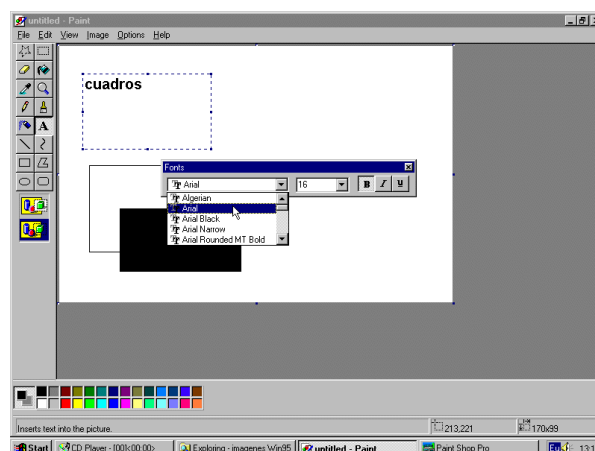 untitled - Paint
File Edit View Image Options Help
cuadros
Fonts
Arial 16 B I U
Algerian
Arial
Arial Black
Arial Narrow
Arial Rounded MT Bold
Inserts text into the picture. 213,221 170x99
Start CD Player - [00]<00:00> Exploring - imagenes Win95 untitled - Paint Paint Shop Pro 13:1